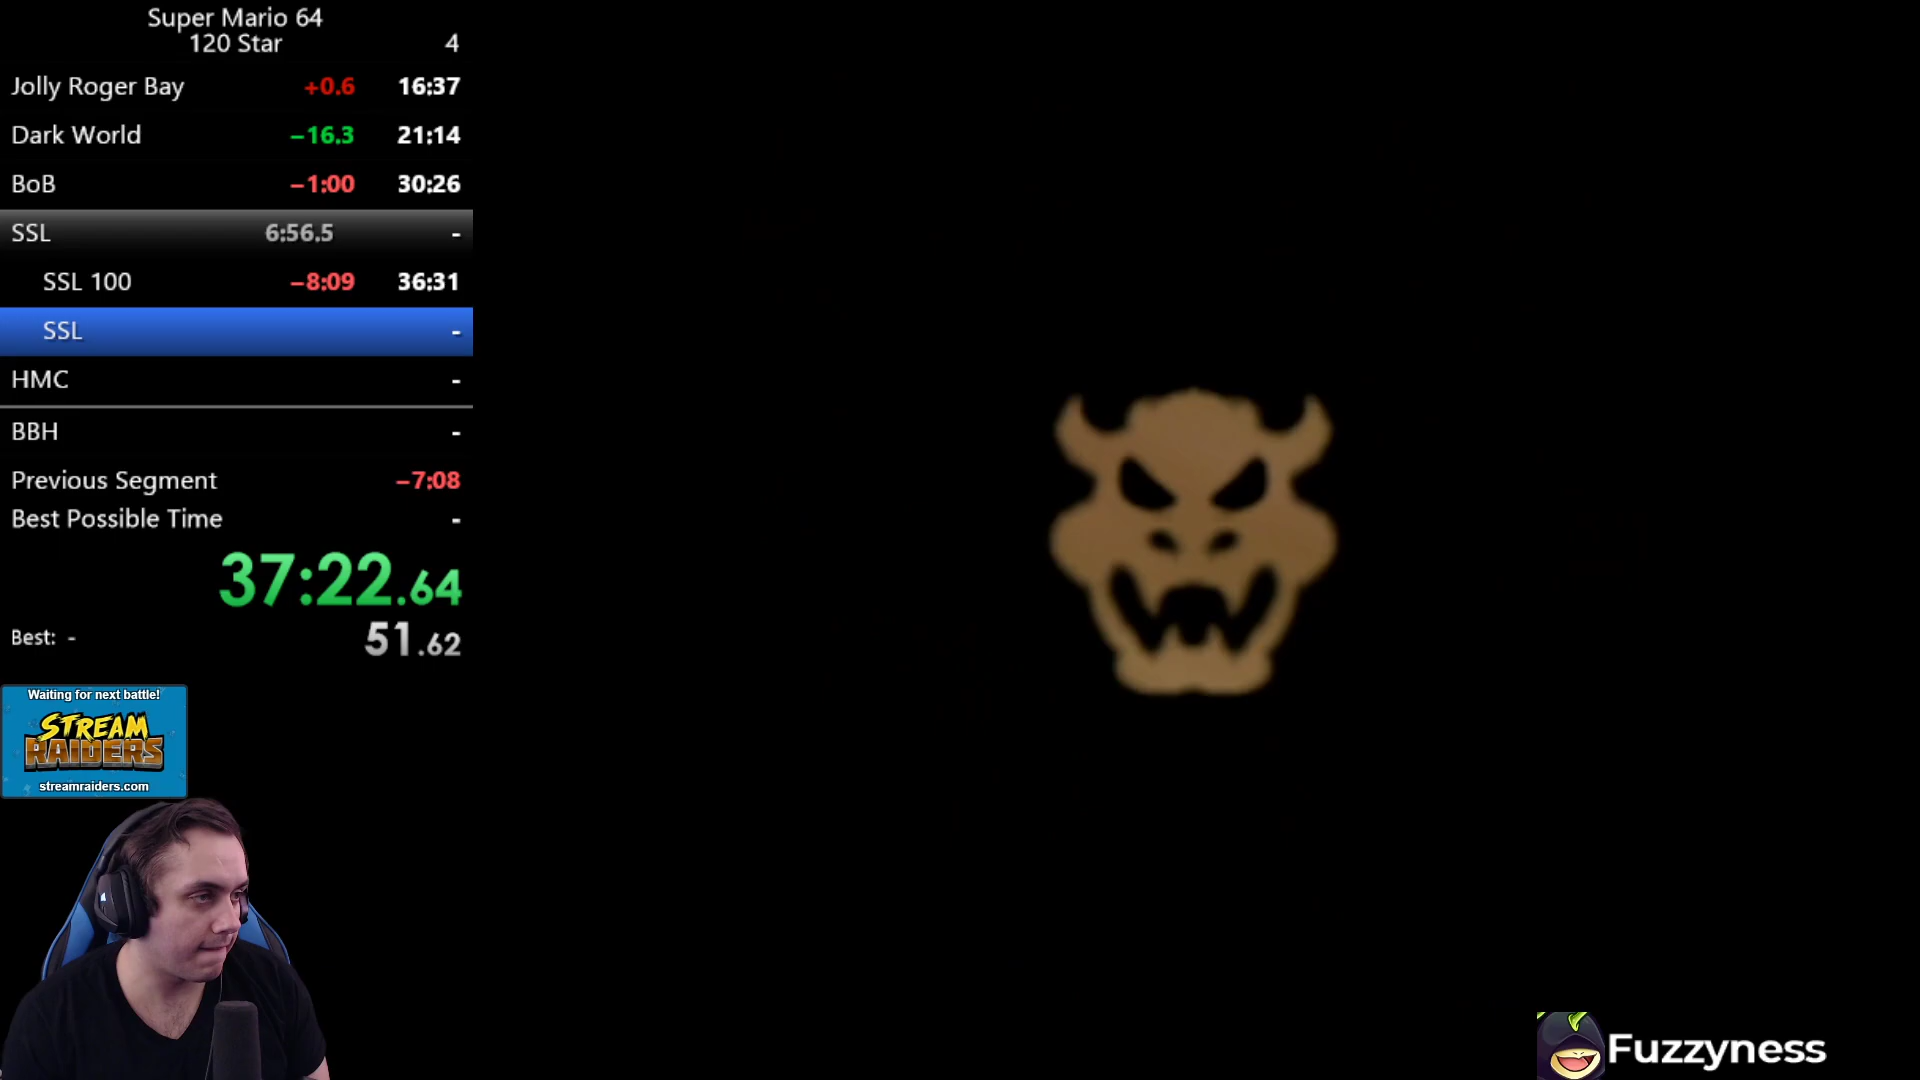 Super Mario 64
120 Star 4
Jolly Roger Bay +0.6 16:37
Dark World −16.3 21:14
BoB −1:00 30:26
SSL 6:56.5 -
SSL 100 −8:09 36:31
SSL -
HMC -
BBH -
Previous Segment −7:08
Best Possible Time -
37:22.64
Best: - 51.62
Waiting for next battle!
STREAM
RAIDERS
streamraiders.com
Fuzzyness